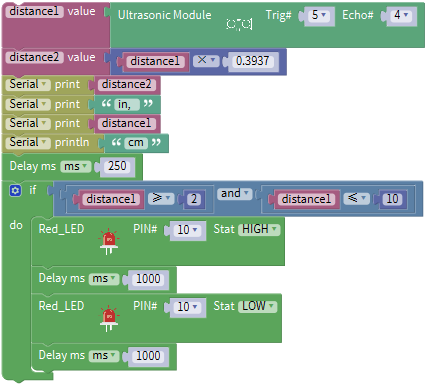 distance1 value Ultrasonic Module Trig# 5 Echo# 4
distance2 value distance1 × 0.3937
Serial print distance2
Serial print “ in, ”
Serial print distance1
Serial println “ cm ”
Delay ms ms 250
if distance1 ≥ 2 and distance1 ≤ 10
do Red_LED PIN# 10 Stat HIGH
Delay ms ms 1000
Red_LED PIN# 10 Stat LOW
Delay ms ms 1000